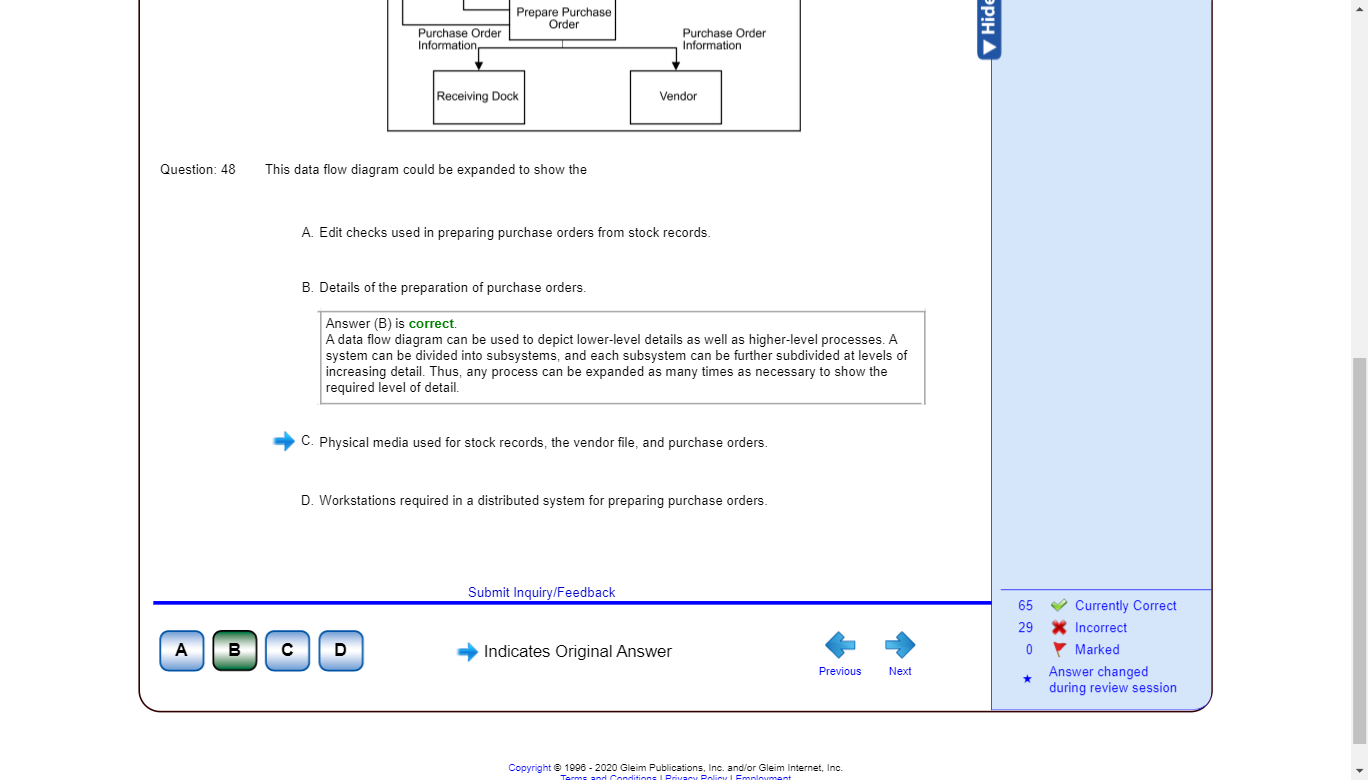 Prepare Purchase
Order
Hide
Purchase Order
Information
Purchase Order
Information
Receiving Dock
Vendor
Question: 48 This data flow diagram could be expanded to show the
A. Edit checks used in preparing purchase orders from stock records.
B. Details of the preparation of purchase orders.
Answer (B) is correct.
A data flow diagram can be used to depict lower-level details as well as higher-level processes. A
system can be divided into subsystems, and each subsystem can be further subdivided at levels of
increasing detail. Thus, any process can be expanded as many times as necessary to show the
required level of detail.
C. Physical media used for stock records, the vendor file, and purchase orders.
D. Workstations required in a distributed system for preparing purchase orders.
Submit Inquiry/Feedback
A B C D
Indicates Original Answer
Previous Next
65 Currently Correct
29 Incorrect
0 Marked
Answer changed
during review session
Copyright © 1996 - 2020 Gleim Publications, Inc. and/or Gleim Internet, Inc.
Terms and Conditions | Privacy Policy | Employment